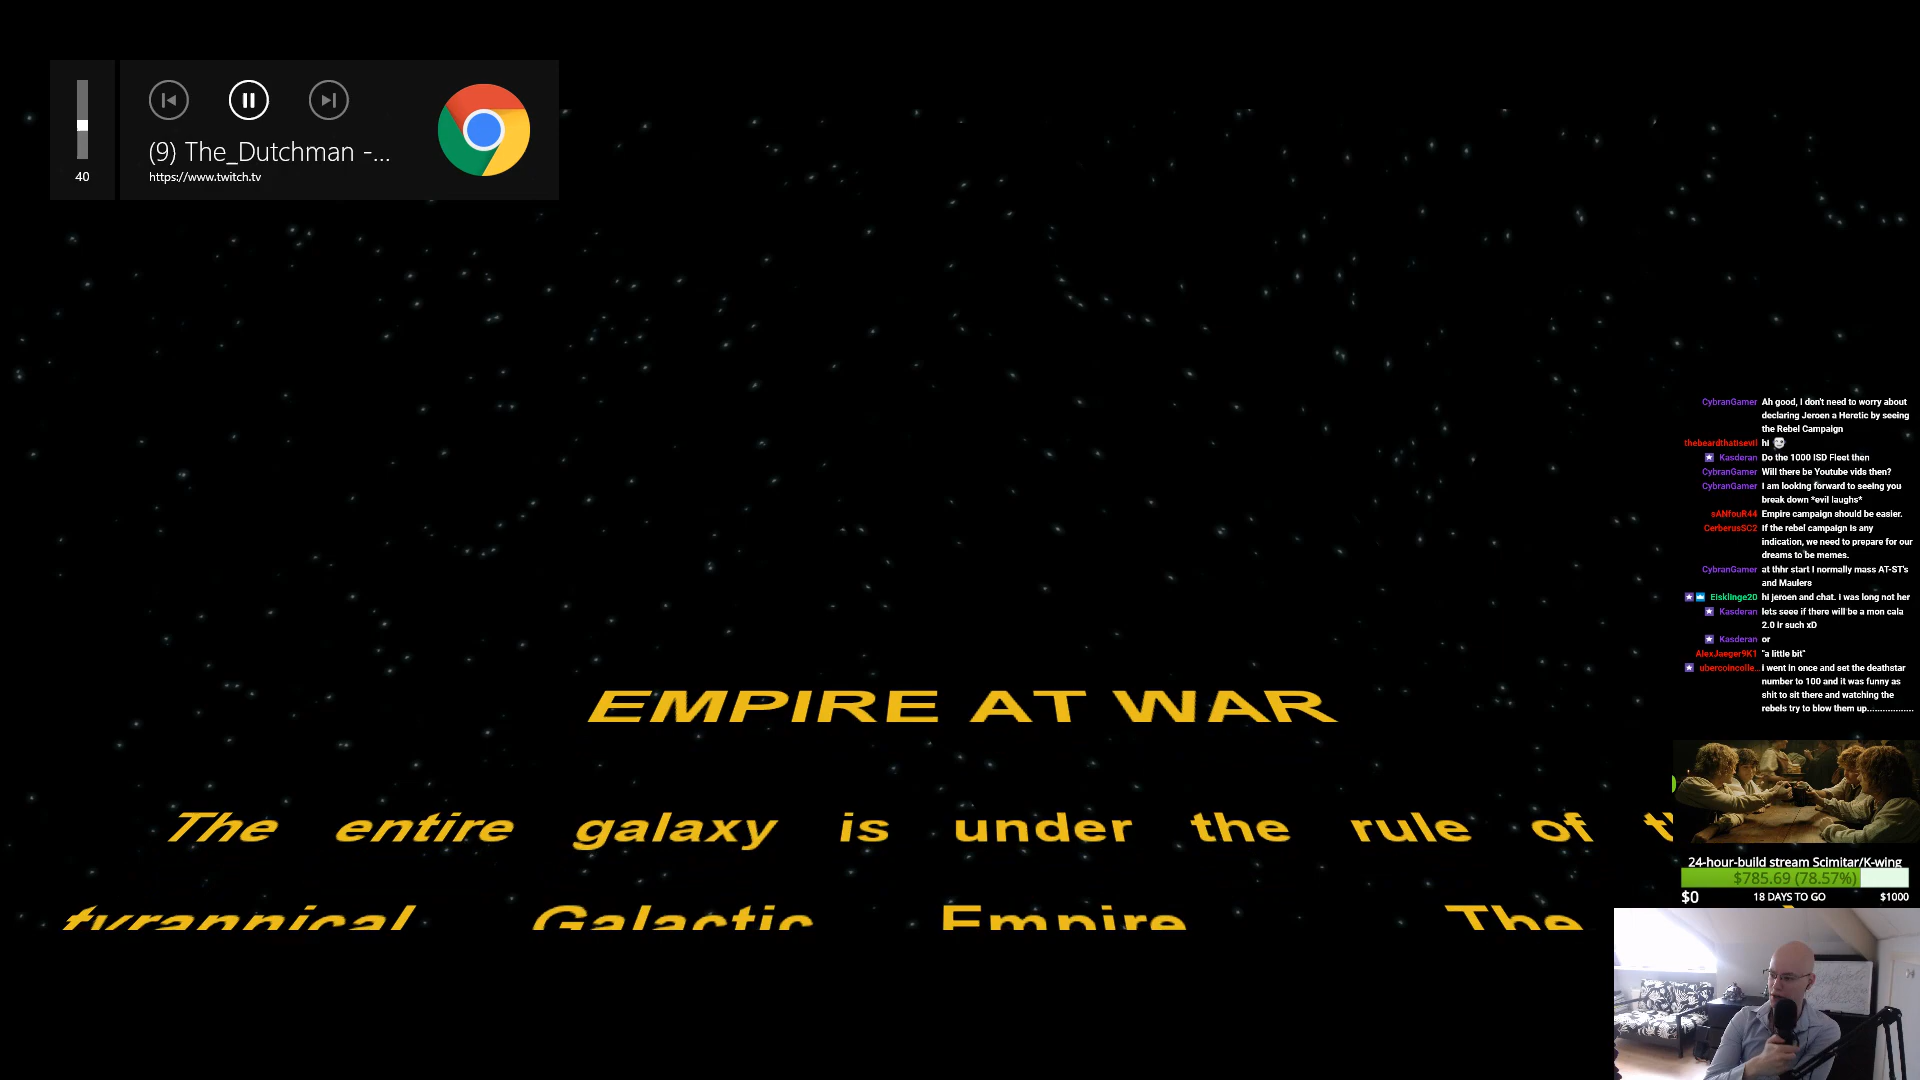 40
(9) The_Dutchman -...
https://www.twitch.tv
EMPIRE AT WAR
The entire galaxy is under the rule of
tyrannical Galactic Empire The
CybranGamer Ah good, I don't need to worry about
declaring Jeroen a Heretic by seeing
the Rebel Campaign
thebeardthatisevil hi
Kasderan Do the 1000 ISD Fleet then
CybranGamer Will there be Youtube vids then?
CybranGamer I am looking forward to seeing you
break down *evil laughs*
sANfouR44 Empire campaign should be easier.
CerberusSC2 If the rebel campaign is any
indication, we need to prepare for our
dreams to be memes.
CybranGamer at thhr start I normally mass AT-ST's
and Maulers
Eisklinge20 hi jeroen and chat. i was long not her
Kasderan lets seee if there will be a mon cala
2.0 ir such xD
Kasderan or
AlexJaeger9K1 "a little bit"
ubercoincolle... i went in once and set the deathstar
number to 100 and it was funny as
shit to sit there and watching the
rebels try to blow them up.................
24-hour-build stream Scimitar/K-wing
$785.69 (78.57%)
$0 18 DAYS TO GO $1000